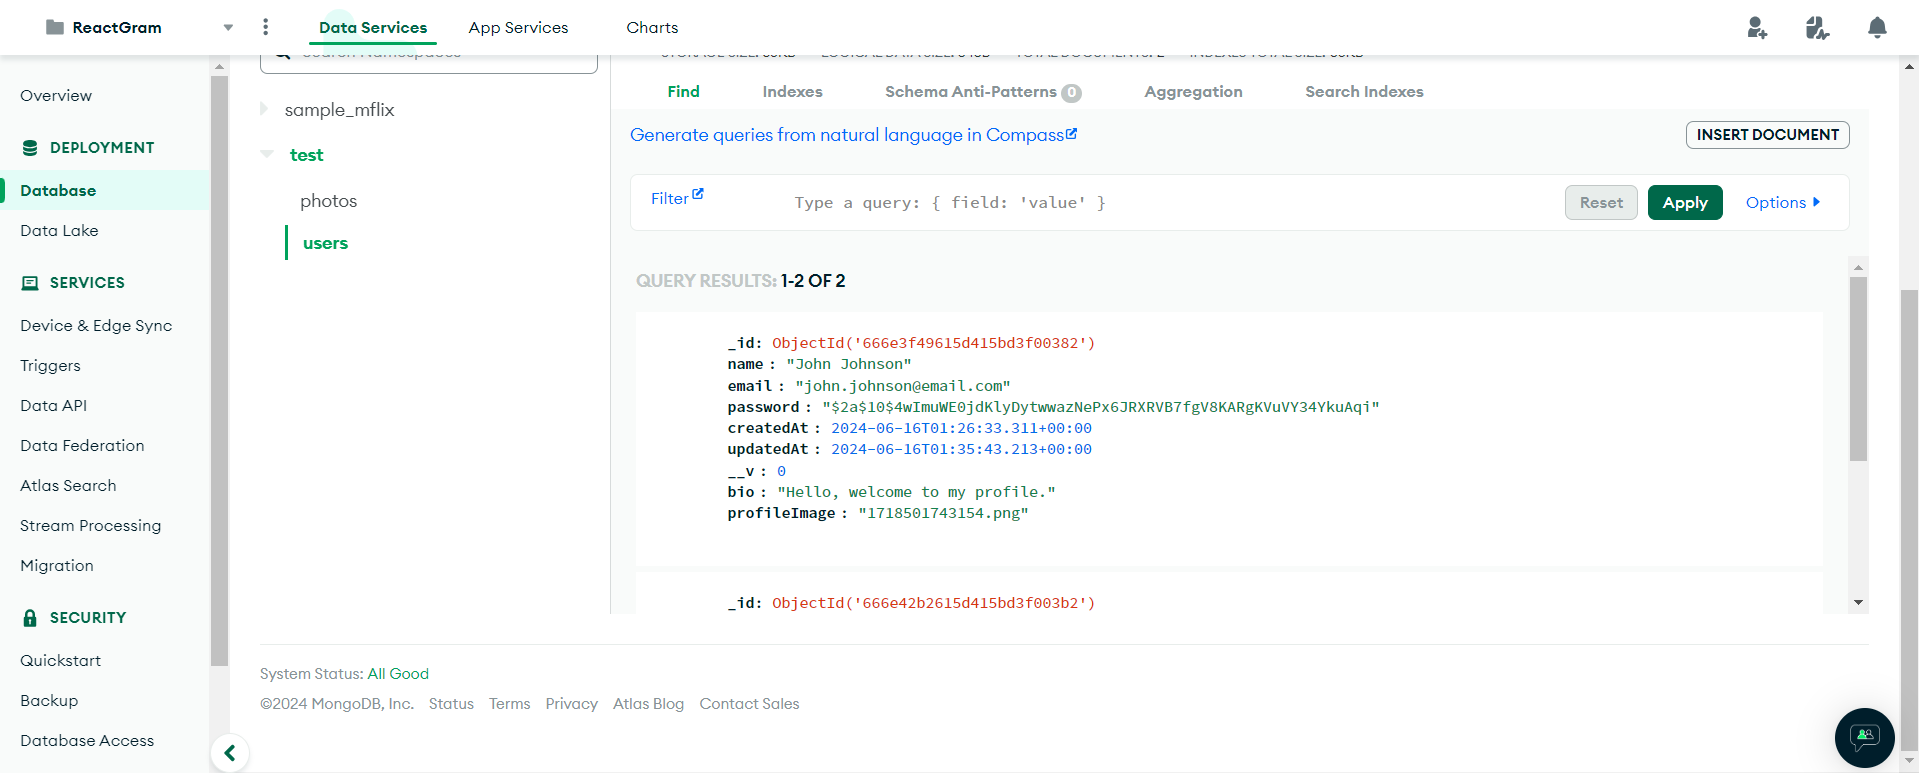 ReactGram
Data Services
App Services
Charts
Overview
DEPLOYMENT
Database
Data Lake
SERVICES
Device & Edge Sync
Triggers
Data API
Data Federation
Atlas Search
Stream Processing
Migration
SECURITY
Quickstart
Backup
Database Access
sample_mflix
test
photos
users
Find
Indexes
Schema Anti-Patterns 0
Aggregation
Search Indexes
Generate queries from natural language in Compass
INSERT DOCUMENT
Filter
Type a query: { field: 'value' }
Reset
Apply
Options
QUERY RESULTS: 1-2 OF 2
_id: ObjectId('666e3f49615d415bd3f00382')
name : "John Johnson"
email : "john.johnson@email.com"
password : "$2a$10$4wImuWE0jdKlyDytwwazNePx6JRXRVB7fgV8KARgKVuVY34YkuAqi"
createdAt : 2024-06-16T01:26:33.311+00:00
updatedAt : 2024-06-16T01:35:43.213+00:00
__v : 0
bio : "Hello, welcome to my profile."
profileImage : "1718501743154.png"
_id: ObjectId('666e42b2615d415bd3f003b2')
System Status: All Good
©2024 MongoDB, Inc. Status Terms Privacy Atlas Blog Contact Sales